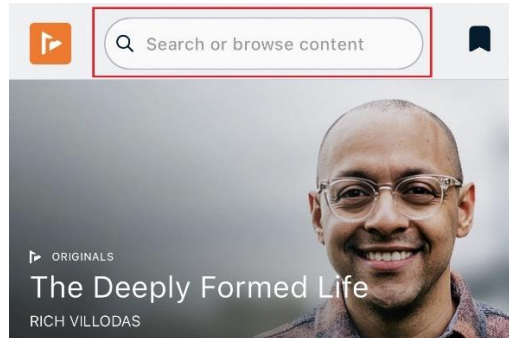 Search or browse content
ORIGINALS
The Deeply Formed Life
RICH VILLODAS